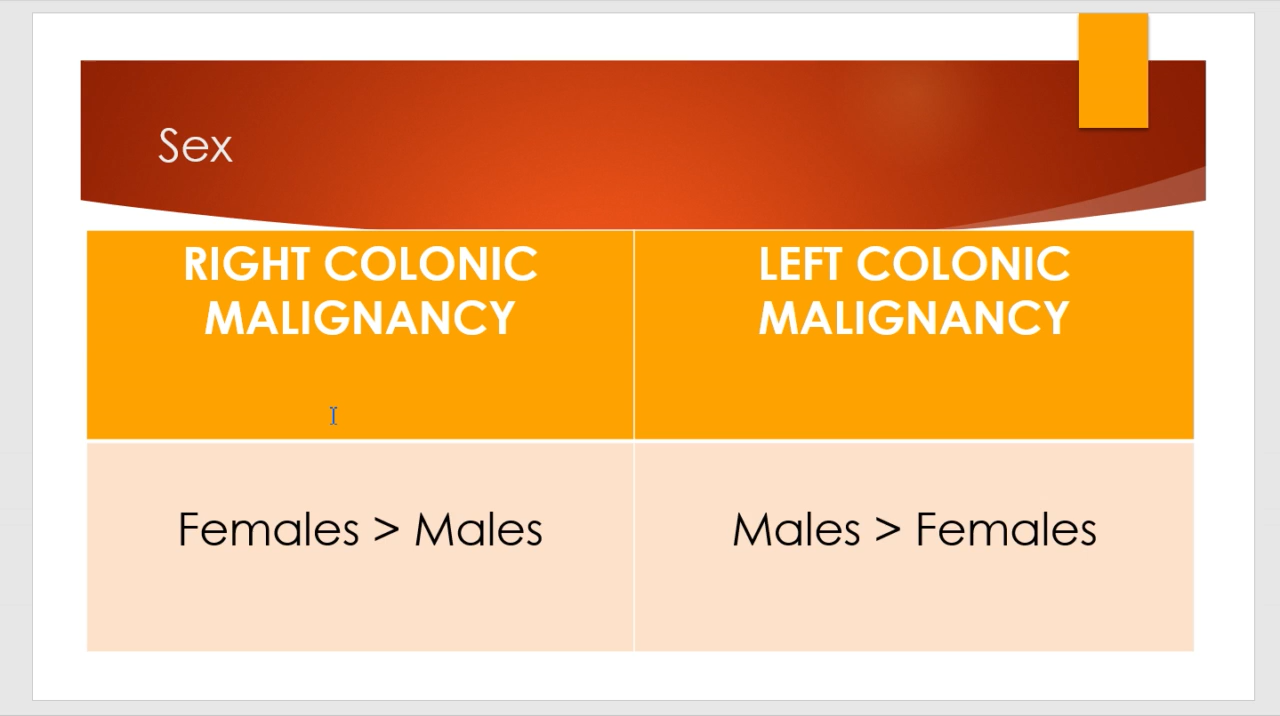 Sex
RIGHT COLONIC
MALIGNANCY
LEFT COLONIC
MALIGNANCY
Females > Males
Males > Females